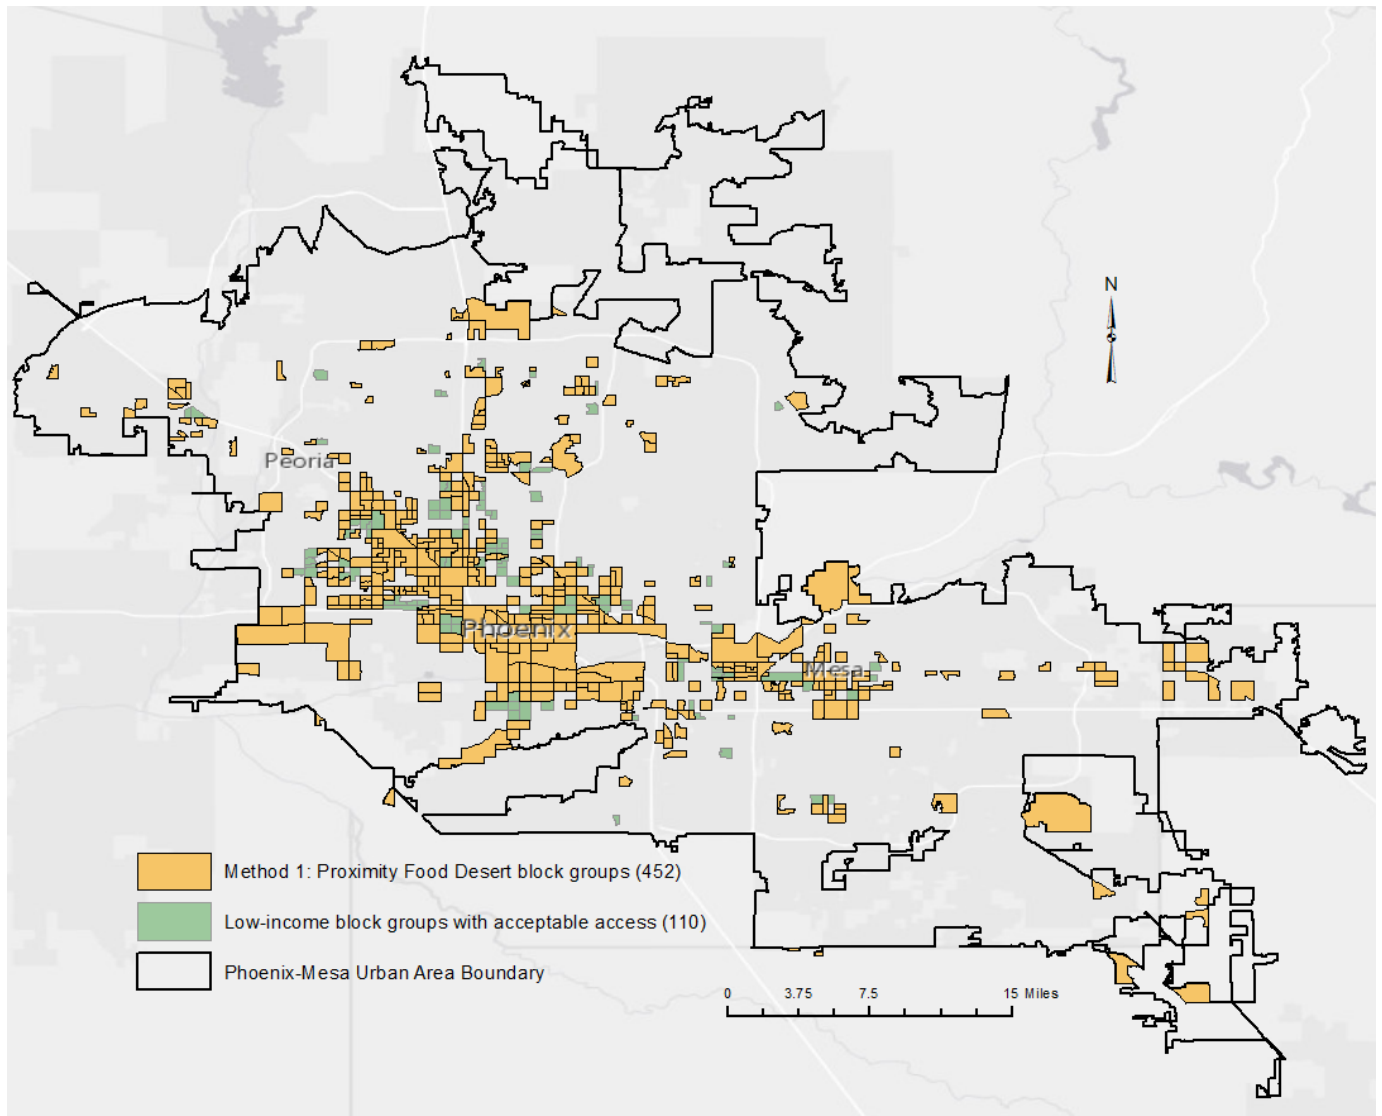 N
Peoria
Phoenix
Mesa
Method 1: Proximity Food Desert block groups (452)
Low-income block groups with acceptable access (110)
Phoenix-Mesa Urban Area Boundary
0 3.75 7.5 15 Miles